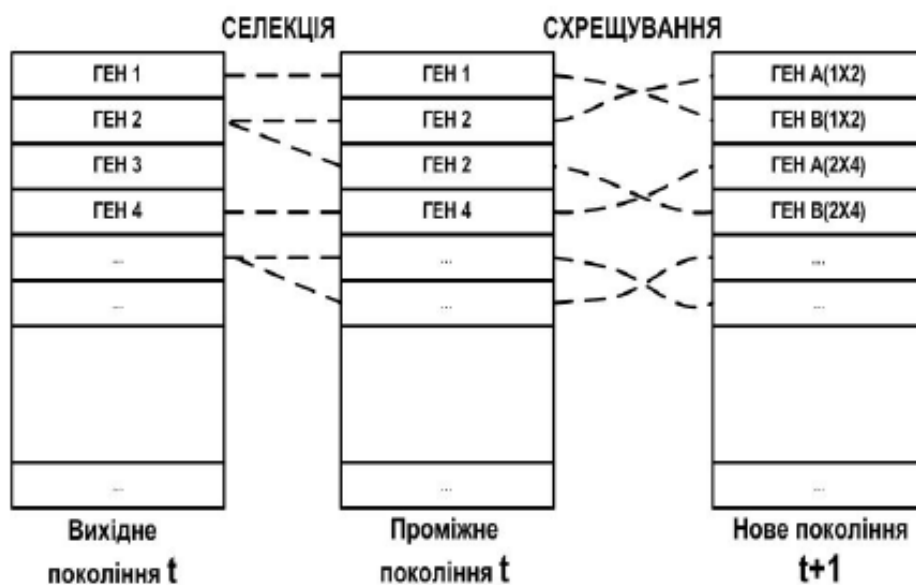 СЕЛЕКЦІЯ
СХРЕЩУВАННЯ
ГЕН 1
ГЕН 2
ГЕН 3
ГЕН 4
...
...
...
Вихідне
покоління t
ГЕН 1
ГЕН 2
ГЕН 2
ГЕН 4
...
...
...
Проміжне
покоління t
ГЕН А(1Х2)
ГЕН В(1Х2)
ГЕН А(2Х4)
ГЕН В(2Х4)
...
...
...
Нове покоління
t+1